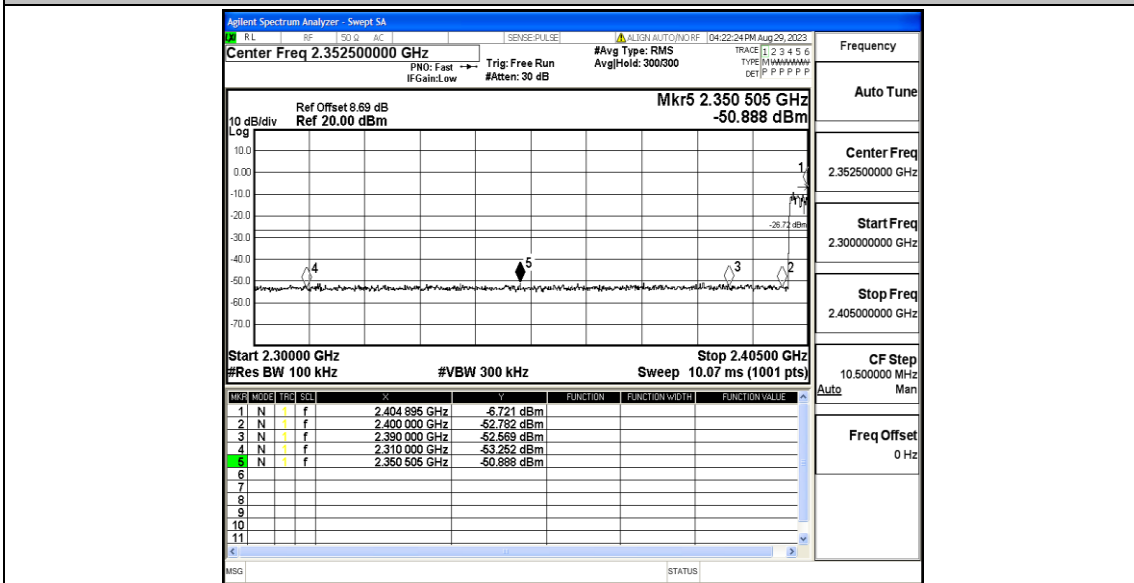 Agilent Spectrum Analyzer - Swept SA
LXI RL RF 50 Ω AC SENSE:PULSE ALIGN AUTO/NO RF 04:22:24 PM Aug 29, 2023
Center Freq 2.352500000 GHz
PNO: Fast
IFGain:Low
Trig: Free Run
#Atten: 30 dB
#Avg Type: RMS
Avg|Hold: 300/300
TRACE 1 2 3 4 5 6
TYPE M WWWWW
DET P P P P P P
Ref Offset 8.69 dB
10 dB/div Ref 20.00 dBm
Log
Mkr5 2.350 505 GHz
-50.888 dBm
10.0
0.00
-10.0
-20.0
-30.0
-40.0
-50.0
-60.0
-70.0
1
-26.72 dBm
4
5
3
2
Start 2.30000 GHz Stop 2.40500 GHz
#Res BW 100 kHz #VBW 300 kHz Sweep 10.07 ms (1001 pts)
MKR MODE TRC SCL X Y FUNCTION FUNCTION WIDTH FUNCTION VALUE
1 N 1 f 2.404 895 GHz -6.721 dBm
2 N 1 f 2.400 000 GHz -52.782 dBm
3 N 1 f 2.390 000 GHz -52.569 dBm
4 N 1 f 2.310 000 GHz -53.252 dBm
5 N 1 f 2.350 505 GHz -50.888 dBm
6
7
8
9
10
11
MSG STATUS
Frequency
Auto Tune
Center Freq
2.352500000 GHz
Start Freq
2.300000000 GHz
Stop Freq
2.405000000 GHz
CF Step
10.500000 MHz
Auto Man
Freq Offset
0 Hz